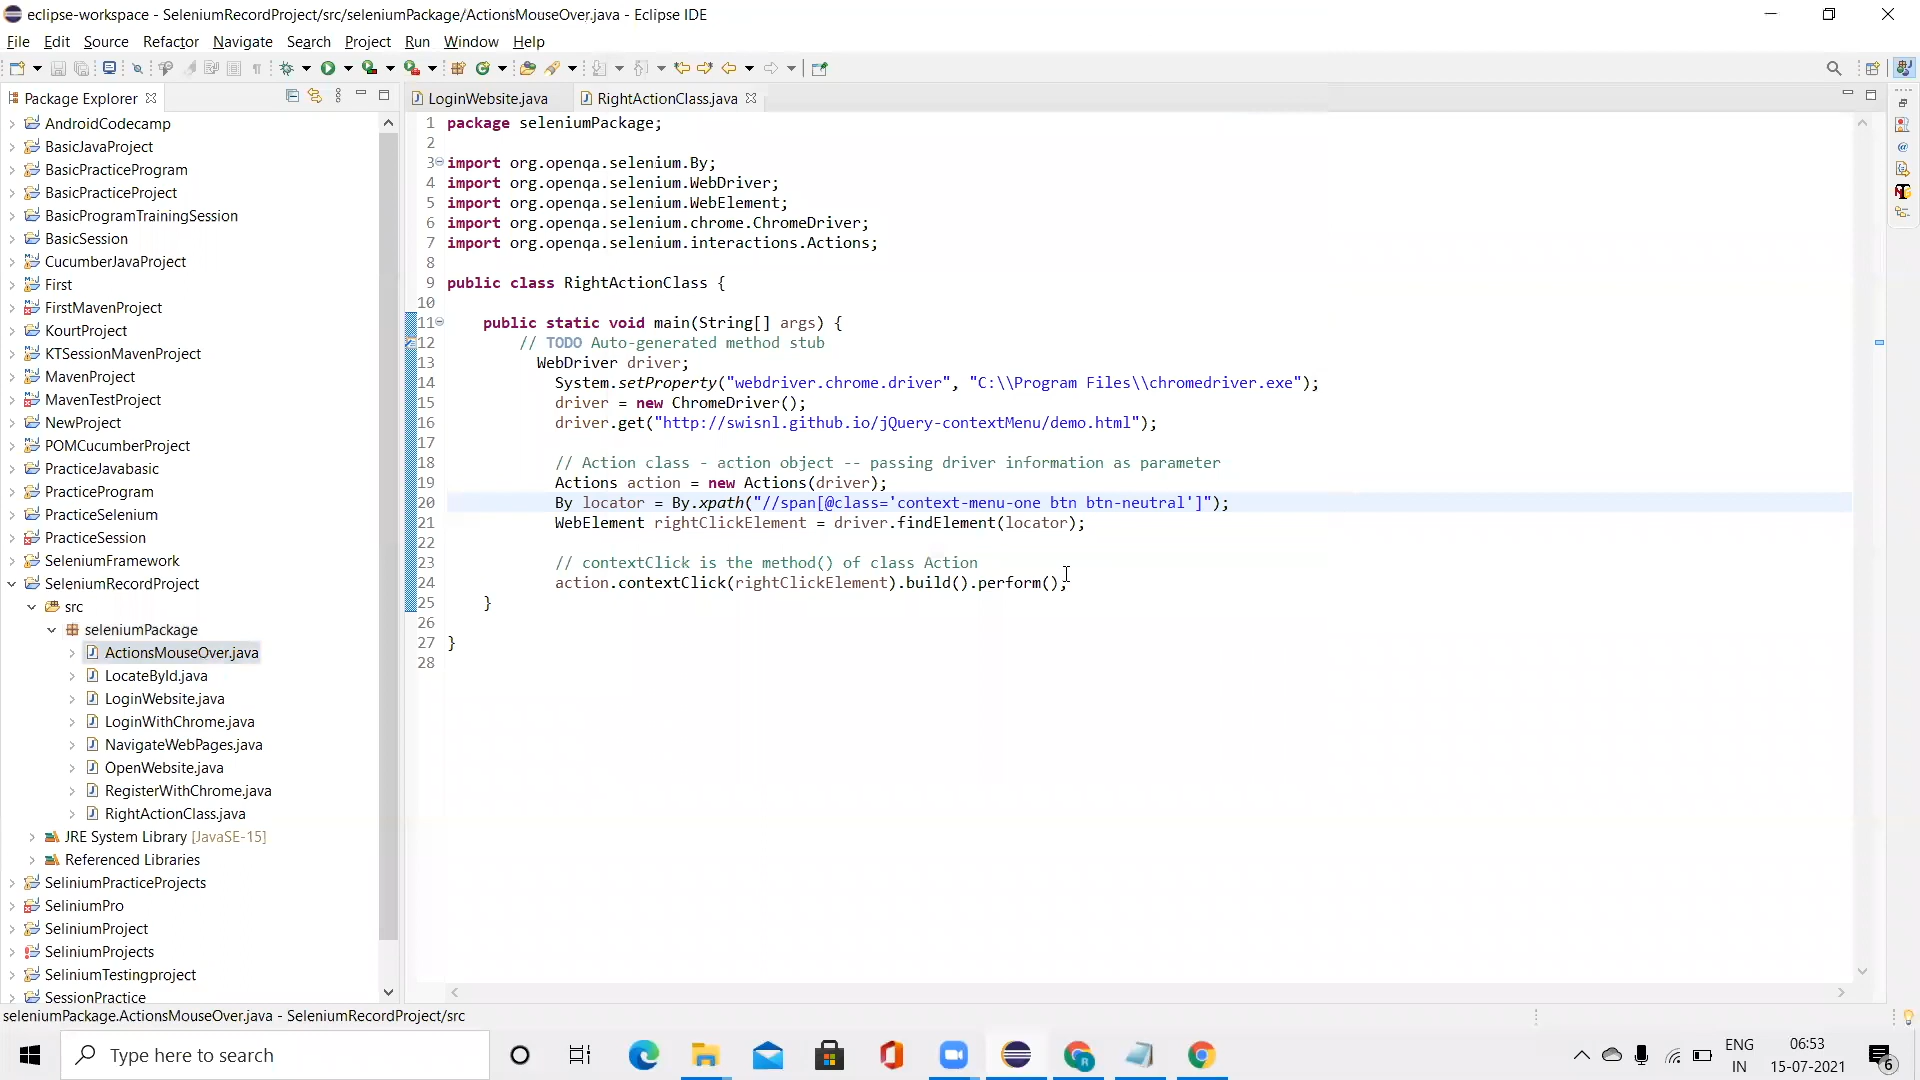 eclipse-workspace - SeleniumRecordProject/src/seleniumPackage/ActionsMouseOver.java - Eclipse IDE
File Edit Source Refactor Navigate Search Project Run Window Help
Package Explorer
LoginWebsite.java RightActionClass.java
AndroidCodecamp
BasicJavaProject
BasicPracticeProgram
BasicPracticeProject
BasicProgramTrainingSession
BasicSession
CucumberJavaProject
First
FirstMavenProject
KourtProject
KTSessionMavenProject
MavenProject
MavenTestProject
NewProject
POMCucumberProject
PracticeJavabasic
PracticeProgram
PracticeSelenium
PracticeSession
SeleniumFramework
SeleniumRecordProject
src
seleniumPackage
ActionsMouseOver.java
LocateById.java
LoginWebsite.java
LoginWithChrome.java
NavigateWebPages.java
OpenWebsite.java
RegisterWithChrome.java
RightActionClass.java
JRE System Library [JavaSE-15]
Referenced Libraries
SeliniumPracticeProjects
SeliniumPro
SeliniumProject
SeliniumProjects
SeliniumTestingproject
SessionPractice
1 package seleniumPackage;
2
3 import org.openqa.selenium.By;
4 import org.openqa.selenium.WebDriver;
5 import org.openqa.selenium.WebElement;
6 import org.openqa.selenium.chrome.ChromeDriver;
7 import org.openqa.selenium.interactions.Actions;
8
9 public class RightActionClass {
10
11 public static void main(String[] args) {
12 // TODO Auto-generated method stub
13 WebDriver driver;
14 System.setProperty("webdriver.chrome.driver", "C:\\Program Files\\chromedriver.exe");
15 driver = new ChromeDriver();
16 driver.get("http://swisnl.github.io/jQuery-contextMenu/demo.html");
17
18 // Action class - action object -- passing driver information as parameter
19 Actions action = new Actions(driver);
20 By locator = By.xpath("//span[@class='context-menu-one btn btn-neutral']");
21 WebElement rightClickElement = driver.findElement(locator);
22
23 // contextClick is the method() of class Action
24 action.contextClick(rightClickElement).build().perform();
25 }
26
27 }
28
seleniumPackage.ActionsMouseOver.java - SeleniumRecordProject/src
Type here to search
ENG
IN
06:53
15-07-2021
6